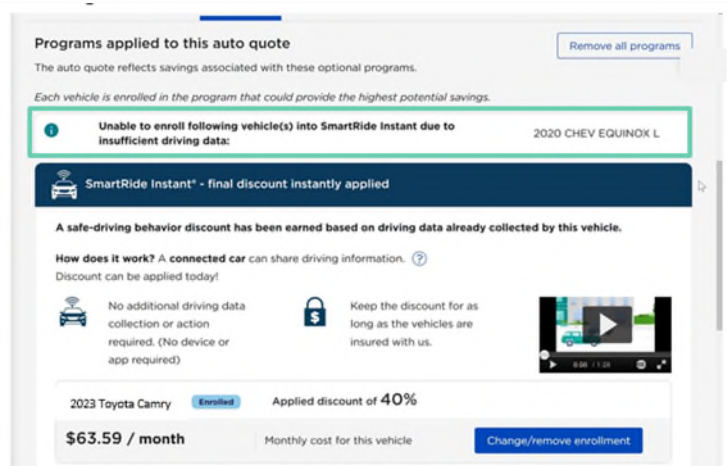 Programs applied to this auto quote
Remove all programs
The auto quote reflects savings associated with these optional programs.
Each vehicle is enrolled in the program that could provide the highest potential savings.
Unable to enroll following vehicle(s) into SmartRide Instant due to
insufficient driving data:
2020 CHEV EQUINOX L
SmartRide Instant® - final discount instantly applied
A safe-driving behavior discount has been earned based on driving data already collected by this vehicle.
How does it work? A connected car can share driving information. ?
Discount can be applied today!
No additional driving data
collection or action
required. (No device or
app required)
Keep the discount for as
long as the vehicles are
insured with us.
0:00 / 1:24
2023 Toyota Camry
Enrolled
Applied discount of 40%
$63.59 / month
Monthly cost for this vehicle
Change/remove enrollment